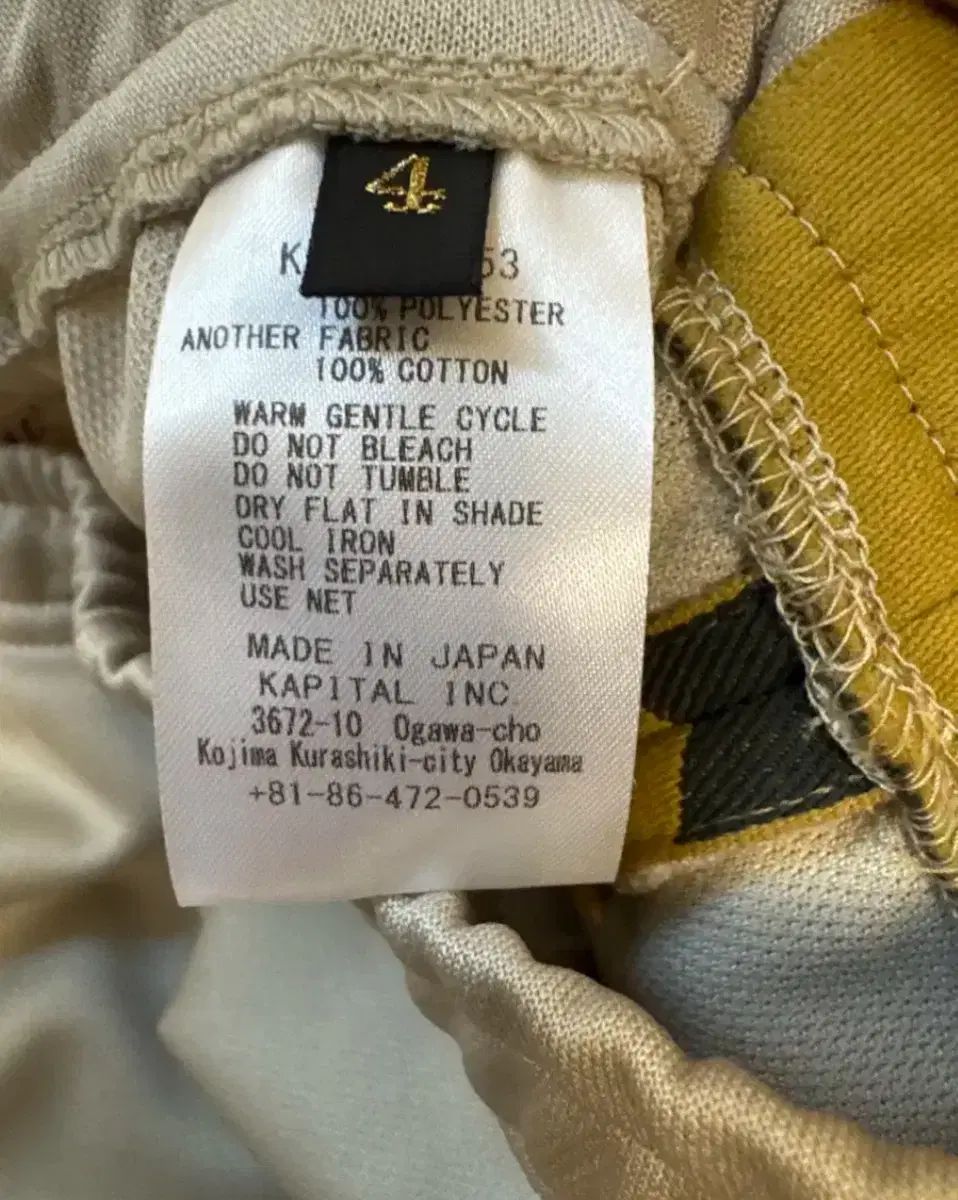 4
K 53
100% POLYESTER
ANOTHER FABRIC
100% COTTON
WARM GENTLE CYCLE
DO NOT BLEACH
DO NOT TUMBLE
DRY FLAT IN SHADE
COOL IRON
WASH SEPARATELY
USE NET
MADE IN JAPAN
KAPITAL INC.
3672-10 Ogawa-cho
Kojima Kurashiki-city Okayama
+81-86-472-0539